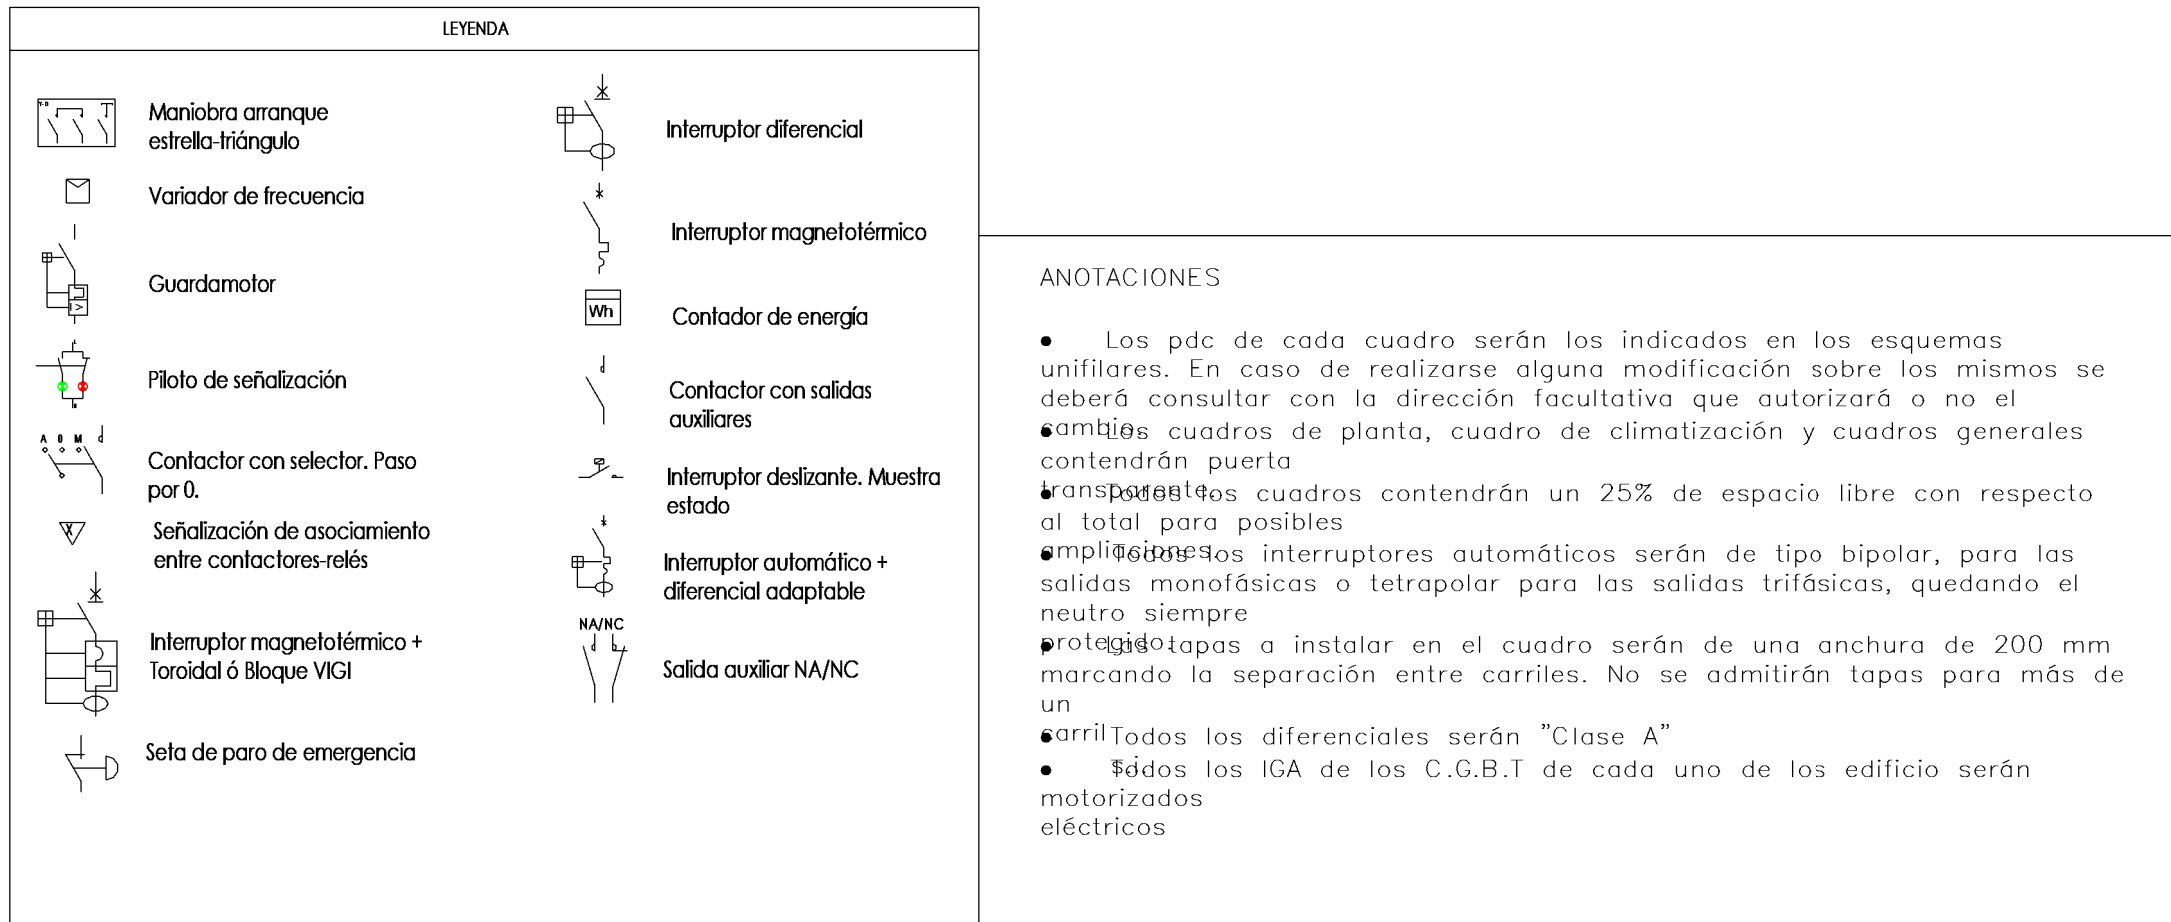 LEYENDA
Maniobra arranque
estrella-triángulo
Variador de frecuencia
Guardamotor
Piloto de señalización
A 0 M
Contactor con selector. Paso
por 0.
X
Señalización de asociamiento
entre contactores-relés
Interruptor magnetotérmico +
Toroidal ó Bloque VIGI
Seta de paro de emergencia
Interruptor diferencial
Interruptor magnetotérmico
Wh
Contador de energía
Contactor con salidas
auxiliares
Interruptor deslizante. Muestra
estado
Interruptor automático +
diferencial adaptable
NA/NC
Salida auxiliar NA/NC
ANOTACIONES
• Los pdc de cada cuadro serán los indicados en los esquemas
unifilares. En caso de realizarse alguna modificación sobre los mismos se
deberá consultar con la dirección facultativa que autorizará o no el
cambio.
• Los cuadros de planta, cuadro de climatización y cuadros generales
contendrán puerta
transparente.
• Todos los cuadros contendrán un 25% de espacio libre con respecto
al total para posibles
ampliaciones.
• Todos los interruptores automáticos serán de tipo bipolar, para las
salidas monofásicas o tetrapolar para las salidas trifásicas, quedando el
neutro siempre
protegido.
• Las tapas a instalar en el cuadro serán de una anchura de 200 mm
marcando la separación entre carriles. No se admitirán tapas para más de
un
carril
• Todos los diferenciales serán "Clase A"
• Todos los IGA de los C.G.B.T de cada uno de los edificio serán
motorizados
eléctricos